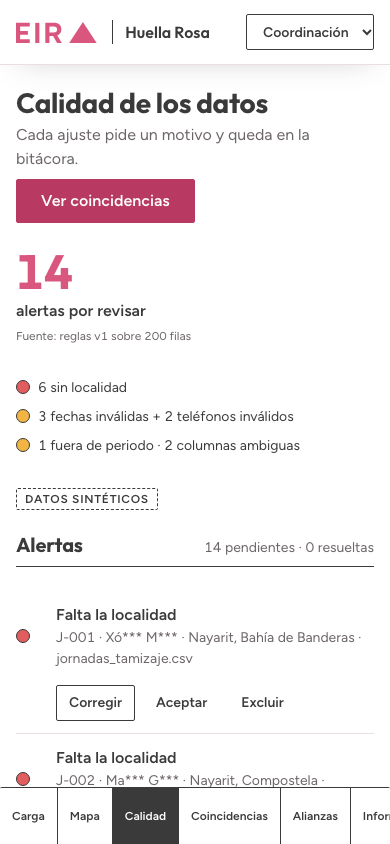 EIR
Huella Rosa
Coordinación
Calidad de los datos
Cada ajuste pide un motivo y queda en la
bitácora.
Ver coincidencias
14
alertas por revisar
Fuente: reglas v1 sobre 200 filas
6 sin localidad
3 fechas inválidas + 2 teléfonos inválidos
1 fuera de periodo · 2 columnas ambiguas
DATOS SINTÉTICOS
Alertas
14 pendientes · 0 resueltas
Falta la localidad
J-001 · Xó*** M*** · Nayarit, Bahía de Banderas ·
jornadas_tamizaje.csv
Corregir Aceptar Excluir
Falta la localidad
J-002 · Ma*** G*** · Nayarit, Compostela ·
Carga Mapa Calidad Coincidencias Alianzas